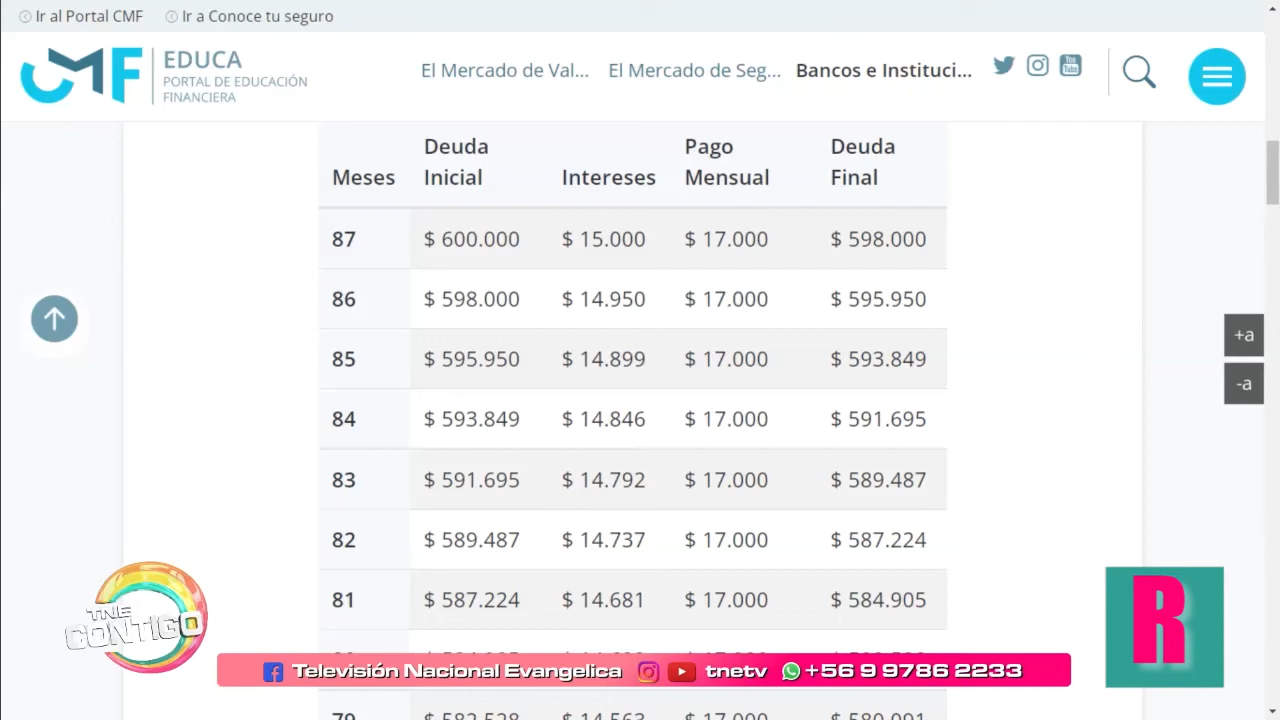 Ir al Portal CMF Ir a Conoce tu seguro
CMF EDUCA
PORTAL DE EDUCACIÓN
FINANCIERA
El Mercado de Val... El Mercado de Seg... Bancos e Instituci...
You Tube
Meses Deuda Inicial Intereses Pago Mensual Deuda Final
87 $ 600.000 $ 15.000 $ 17.000 $ 598.000
86 $ 598.000 $ 14.950 $ 17.000 $ 595.950
85 $ 595.950 $ 14.899 $ 17.000 $ 593.849
84 $ 593.849 $ 14.846 $ 17.000 $ 591.695
83 $ 591.695 $ 14.792 $ 17.000 $ 589.487
82 $ 589.487 $ 14.737 $ 17.000 $ 587.224
81 $ 587.224 $ 14.681 $ 17.000 $ 584.905
+a
-a
TNE
CONTIGO
Televisión Nacional Evangelica tnetv +56 9 9786 2233
R